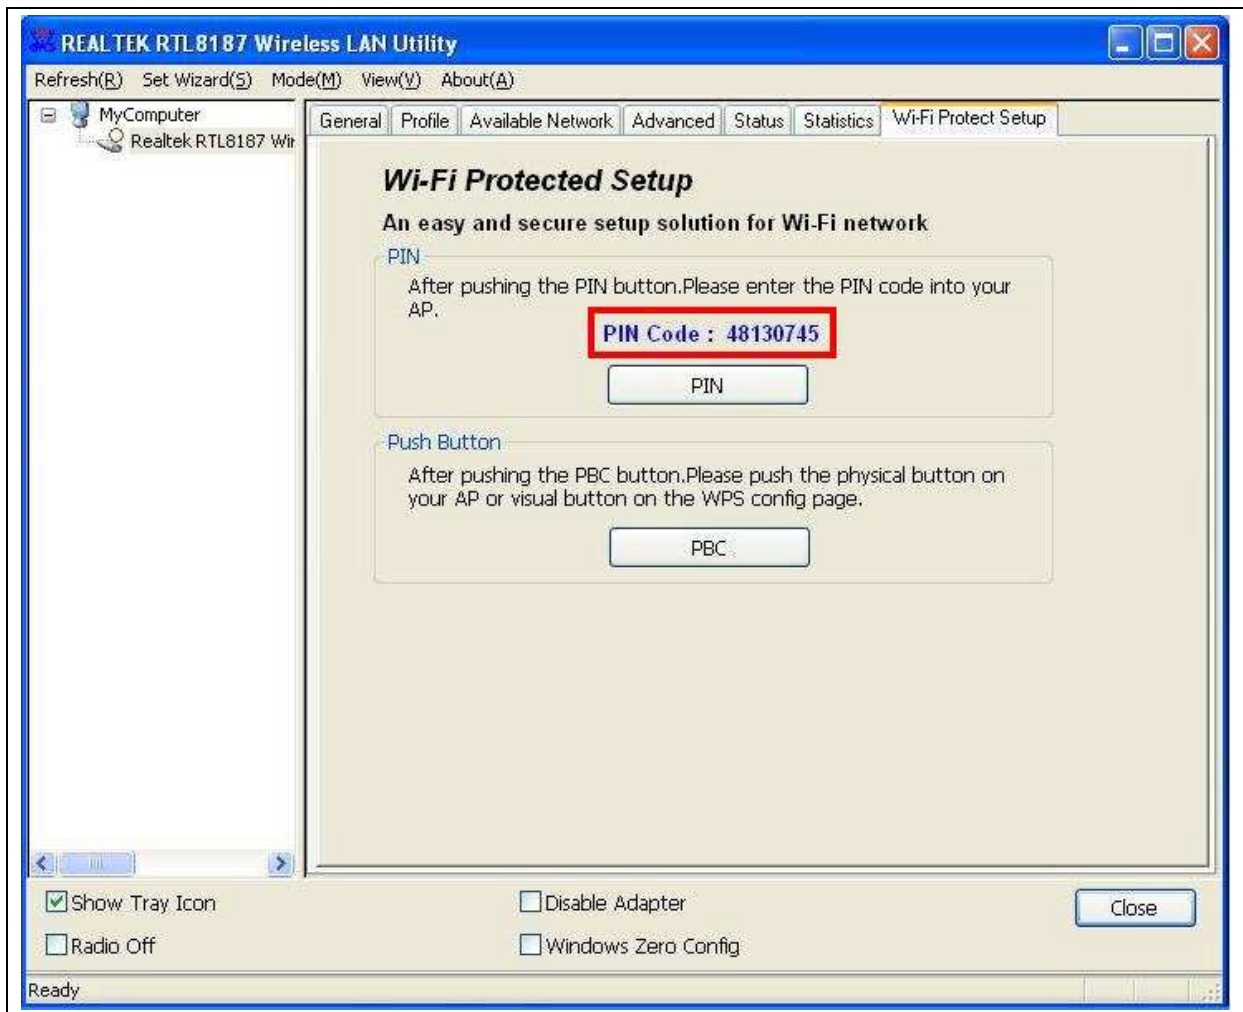 REALTEK RTL8187 Wireless LAN Utility
Refresh(R) Set Wizard(S) Mode(M) View(V) About(A)
MyComputer
Realtek RTL8187 Wir
General Profile Available Network Advanced Status Statistics Wi-Fi Protect Setup
Wi-Fi Protected Setup
An easy and secure setup solution for Wi-Fi network
PIN
After pushing the PIN button.Please enter the PIN code into your
AP.
PIN Code : 48130745
PIN
Push Button
After pushing the PBC button.Please push the physical button on
your AP or visual button on the WPS config page.
PBC
Show Tray Icon
Disable Adapter
Close
Radio Off
Windows Zero Config
Ready